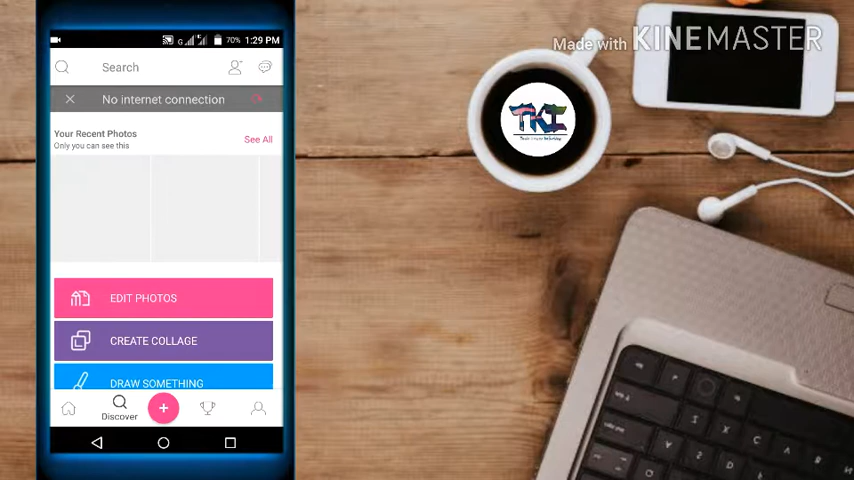 70% 1:29 PM
Search
No internet connection
Your Recent Photos
Only you can see this
See All
EDIT PHOTOS
CREATE COLLAGE
DRAW SOMETHING
Discover
Made with KINEMASTER
TKI